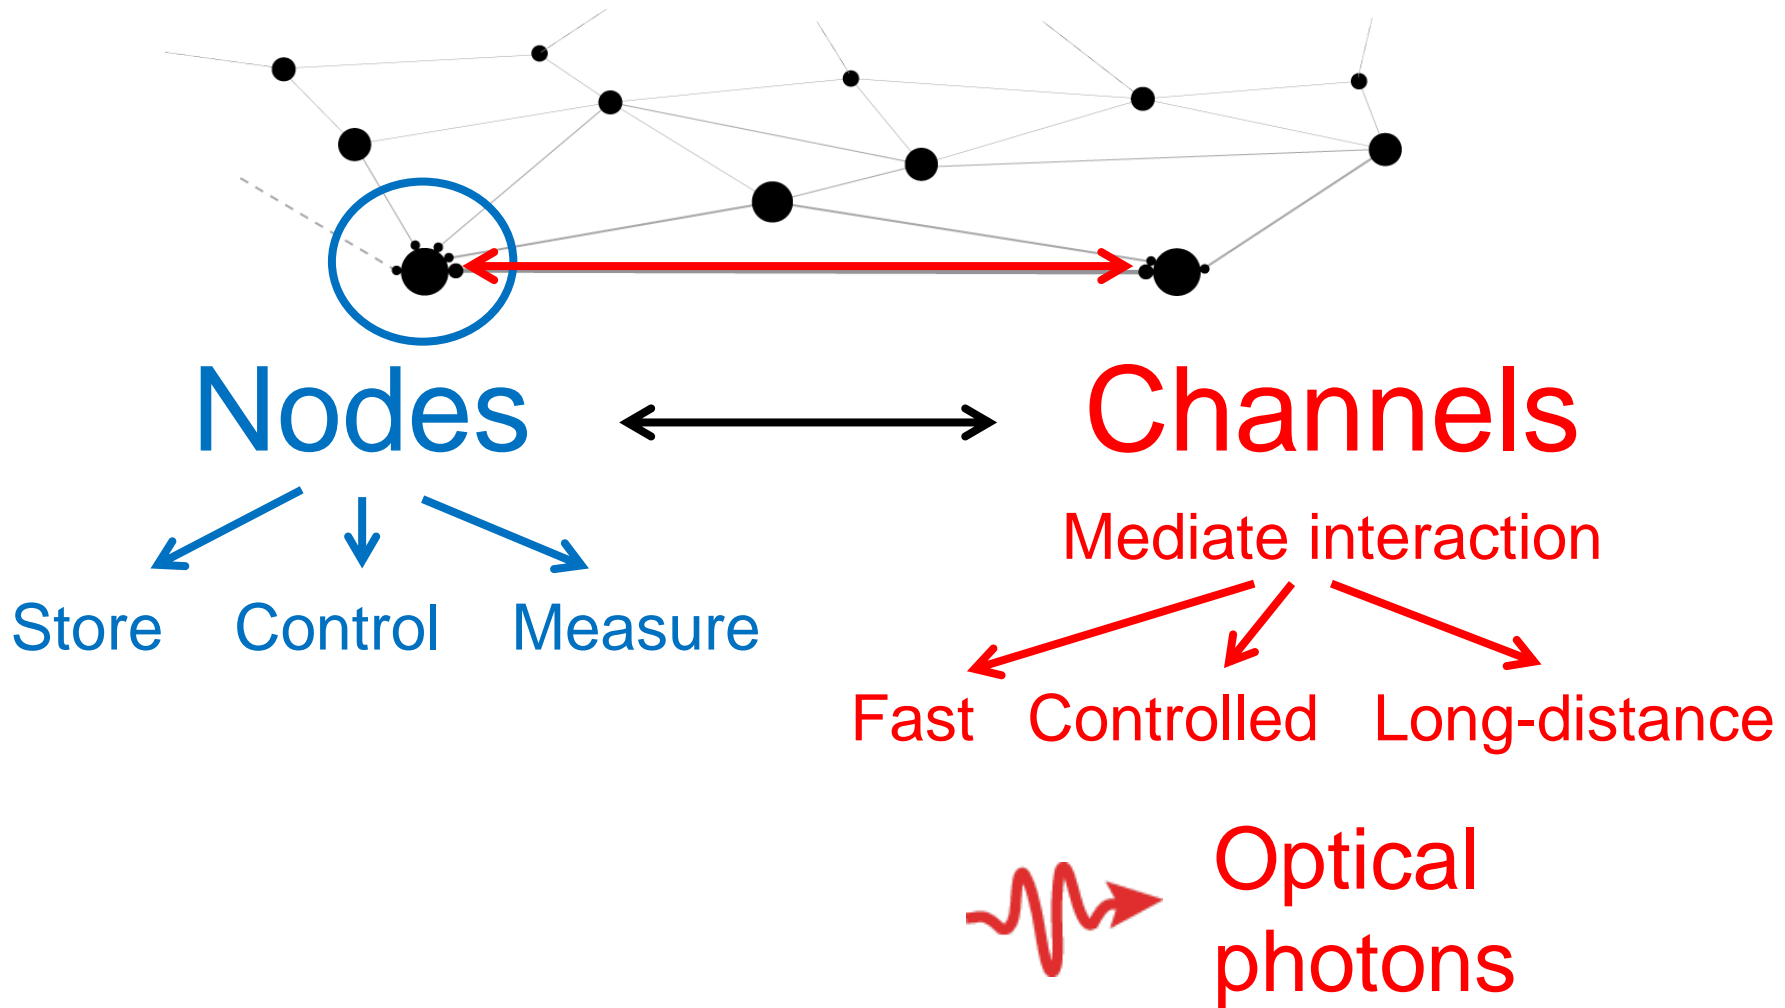 Nodes
Channels
Mediate interaction
Store Control Measure
Fast Controlled Long-distance
Optical
photons